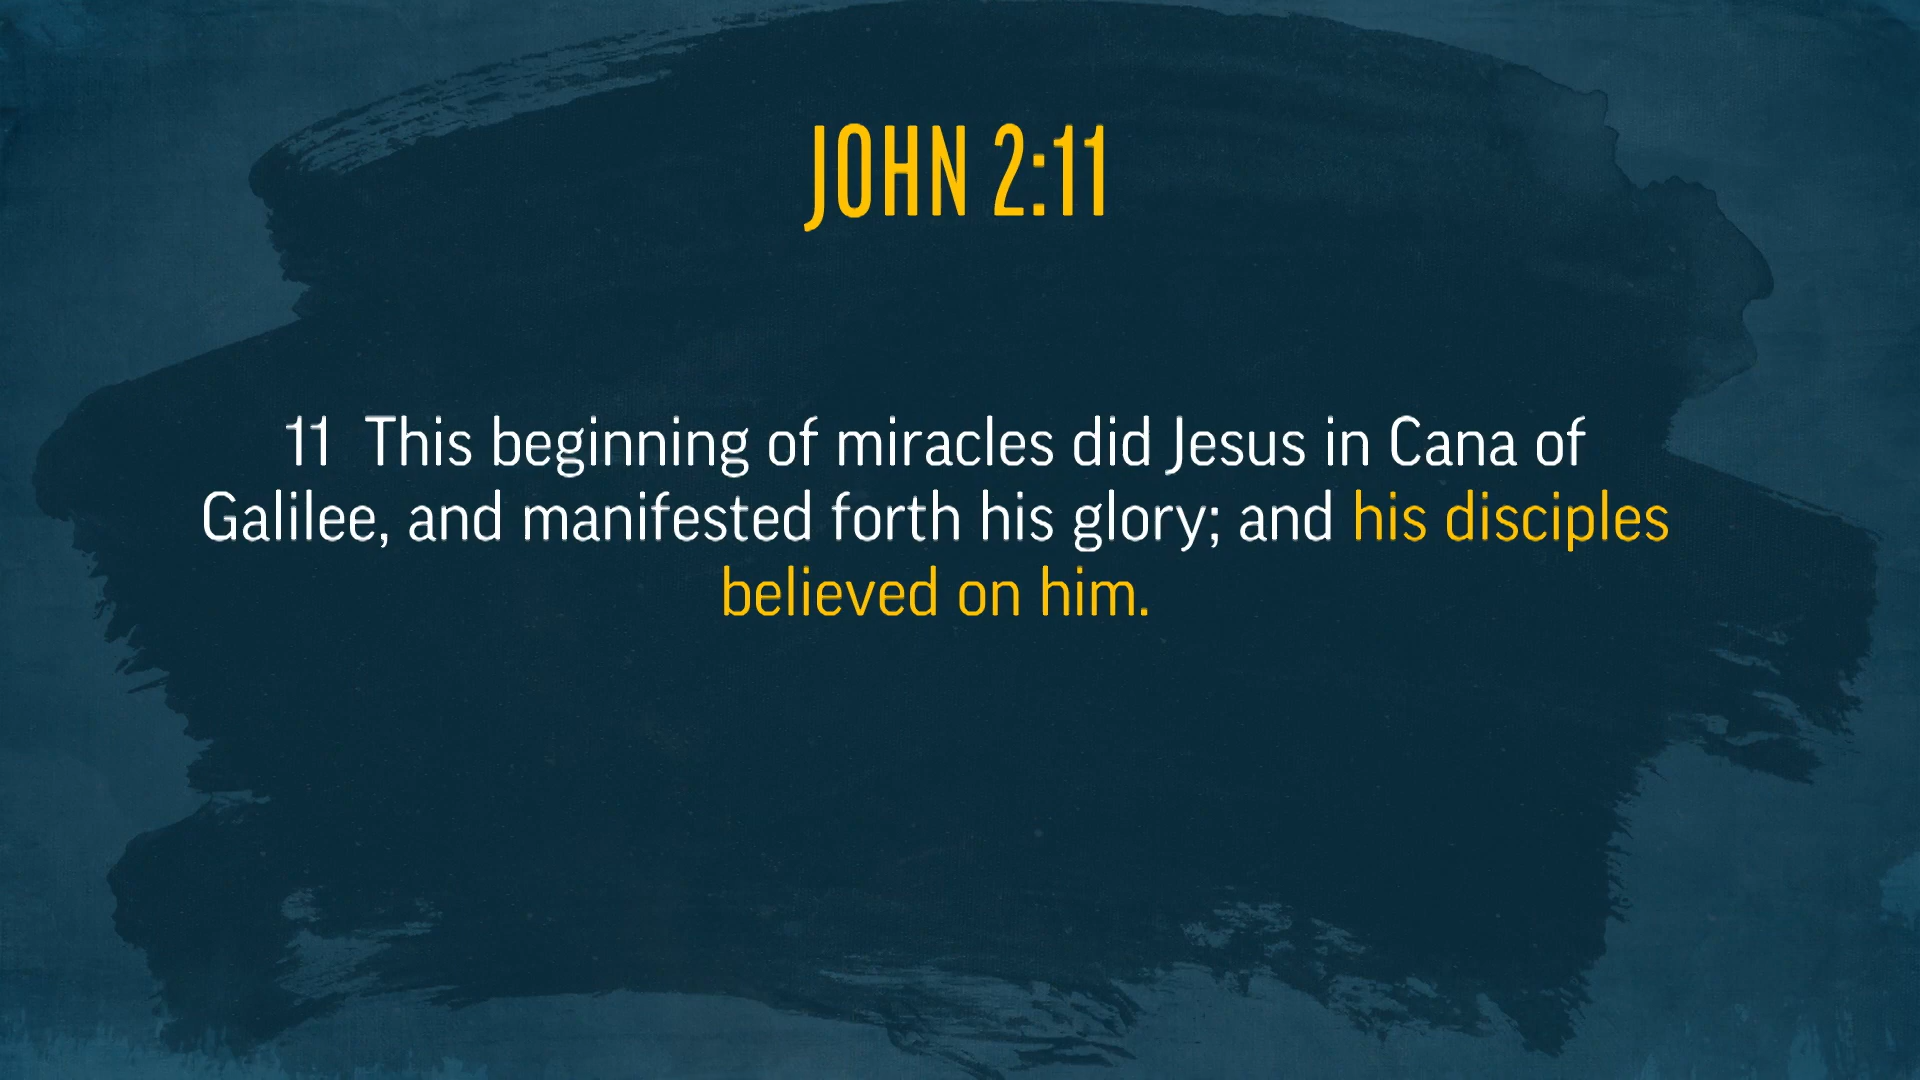 JOHN 2:11
11 This beginning of miracles did Jesus in Cana of
Galilee, and manifested forth his glory; and his disciples
believed on him.